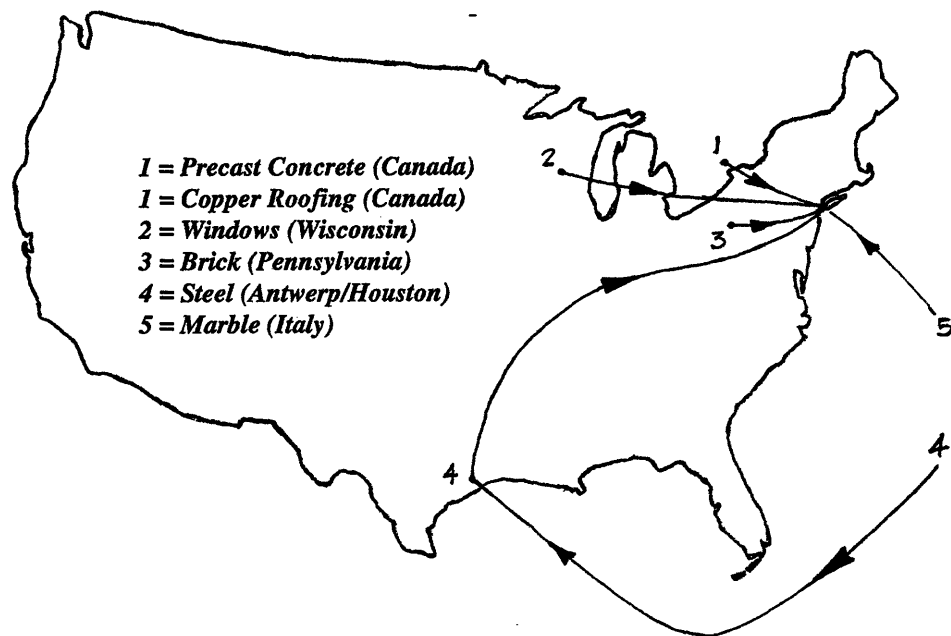 1 = Precast Concrete (Canada)
1 = Copper Roofing (Canada)
2 = Windows (Wisconsin)
3 = Brick (Pennsylvania)
4 = Steel (Antwerp/Houston)
5 = Marble (Italy)
1
2
3
5
4
4